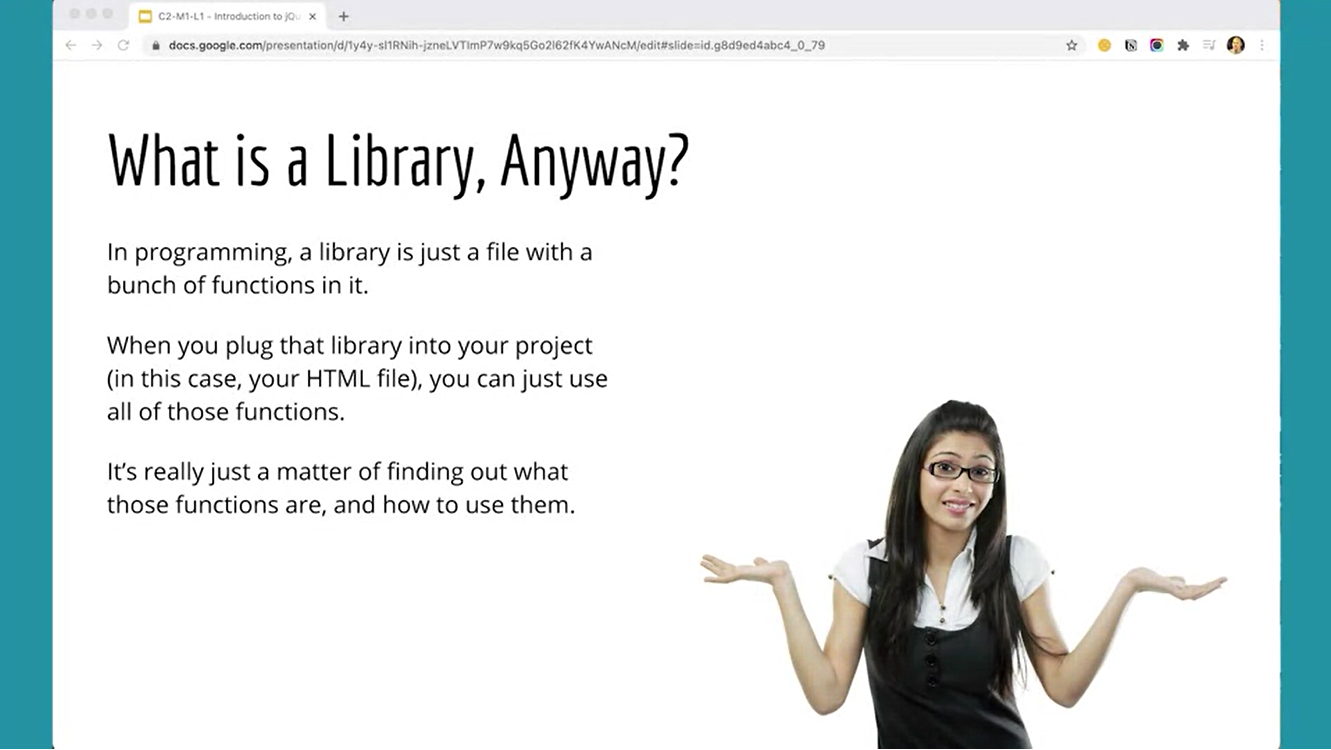 C2-M1-L1 - Introduction to jQu
docs.google.com/presentation/d/1y4y-sI1RNih-jzneLVTImP7w9kq5Go2I62fK4YwANcM/edit#slide=id.g8d9ed4abc4_0_79
What is a Library, Anyway?
In programming, a library is just a file with a
bunch of functions in it.
When you plug that library into your project
(in this case, your HTML file), you can just use
all of those functions.
It’s really just a matter of finding out what
those functions are, and how to use them.